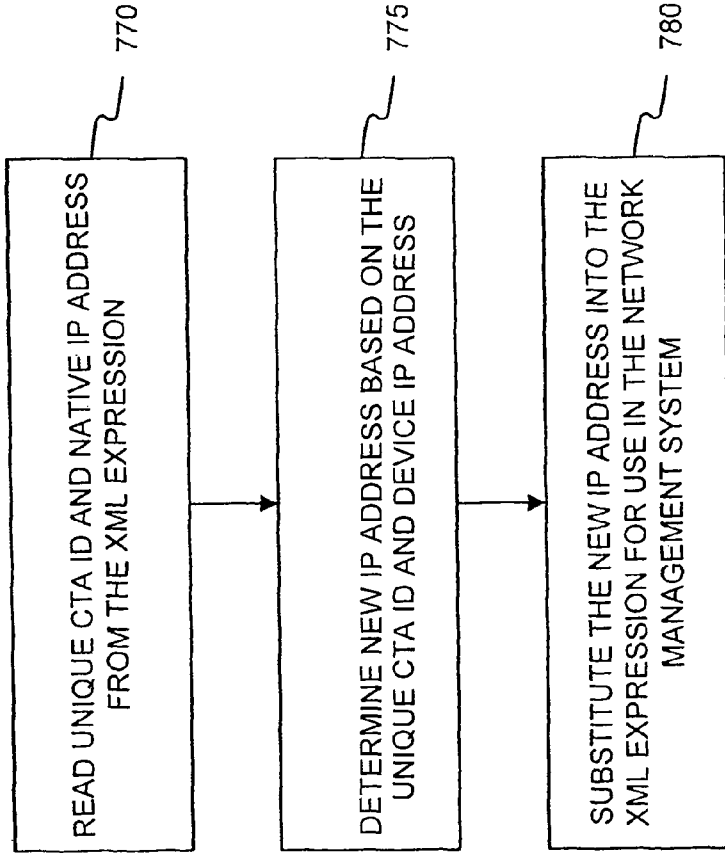 READ UNIQUE CTA ID AND NATIVE IP ADDRESS
FROM THE XML EXPRESSION
770
DETERMINE NEW IP ADDRESS BASED ON THE
UNIQUE CTA ID AND DEVICE IP ADDRESS
775
SUBSTITUTE THE NEW IP ADDRESS INTO THE
XML EXPRESSION FOR USE IN THE NETWORK
MANAGEMENT SYSTEM
780